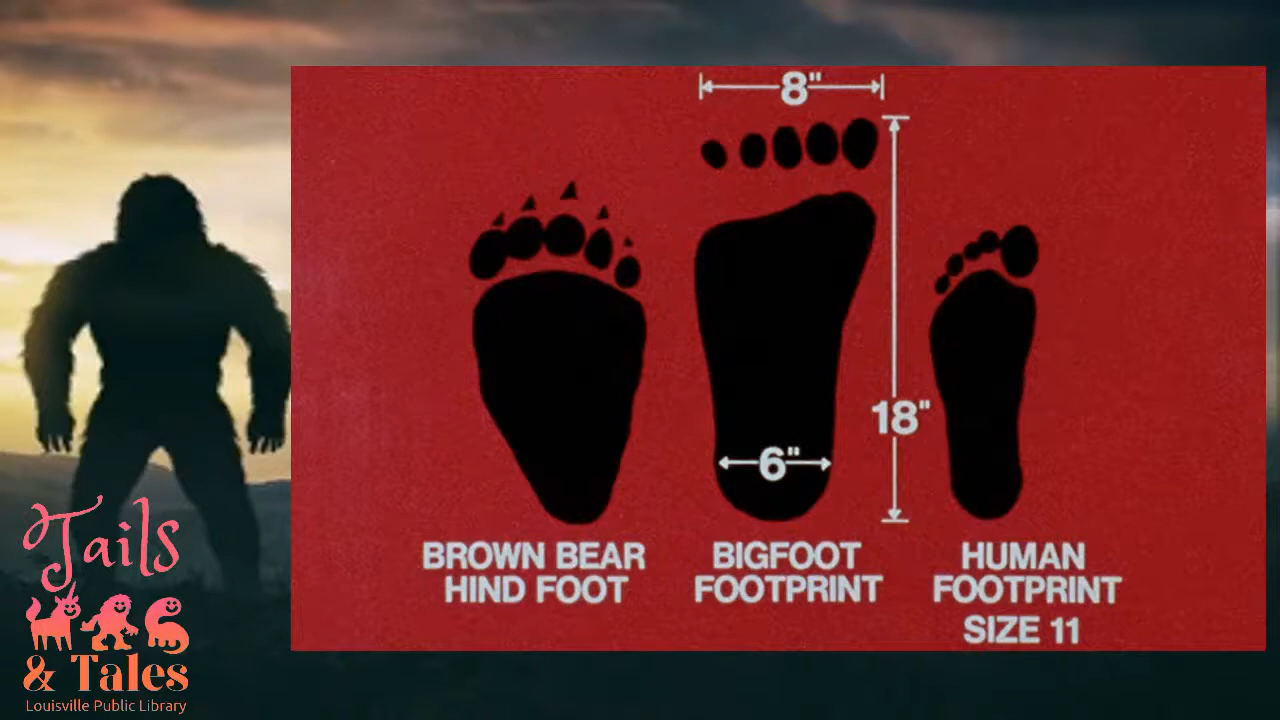 8"
18"
6"
BROWN BEAR
HIND FOOT
BIGFOOT
FOOTPRINT
HUMAN
FOOTPRINT
SIZE 11
Tails
& Tales
Louisville Public Library